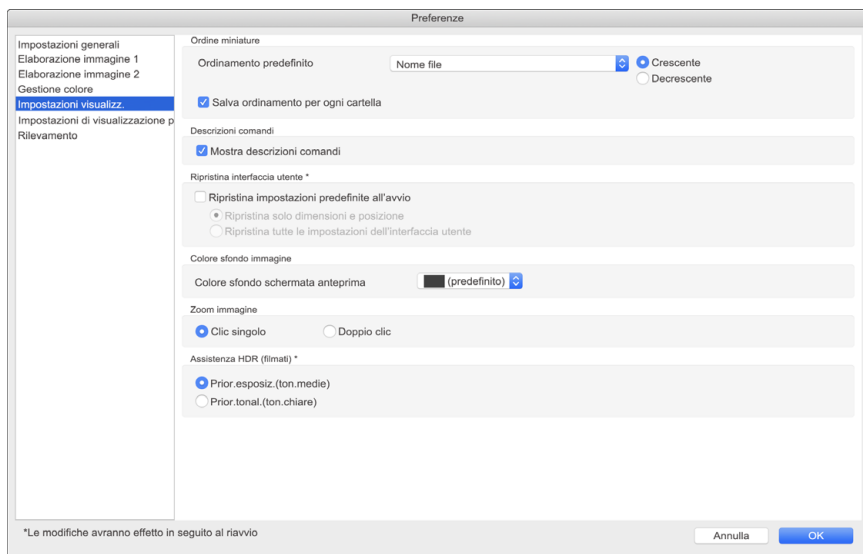 Preferenze
Impostazioni generali
Elaborazione immagine 1
Elaborazione immagine 2
Gestione colore
Impostazioni visualizz.
Impostazioni di visualizzazione p
Rilevamento
Ordine miniature
Ordinamento predefinito
Nome file
Crescente
Decrescente
Salva ordinamento per ogni cartella
Descrizioni comandi
Mostra descrizioni comandi
Ripristina interfaccia utente *
Ripristina impostazioni predefinite all'avvio
Ripristina solo dimensioni e posizione
Ripristina tutte le impostazioni dell'interfaccia utente
Colore sfondo immagine
Colore sfondo schermata anteprima
(predefinito)
Zoom immagine
Clic singolo
Doppio clic
Assistenza HDR (filmati) *
Prior.esposiz.(ton.medie)
Prior.tonal.(ton.chiare)
*Le modifiche avranno effetto in seguito al riavvio
Annulla
OK